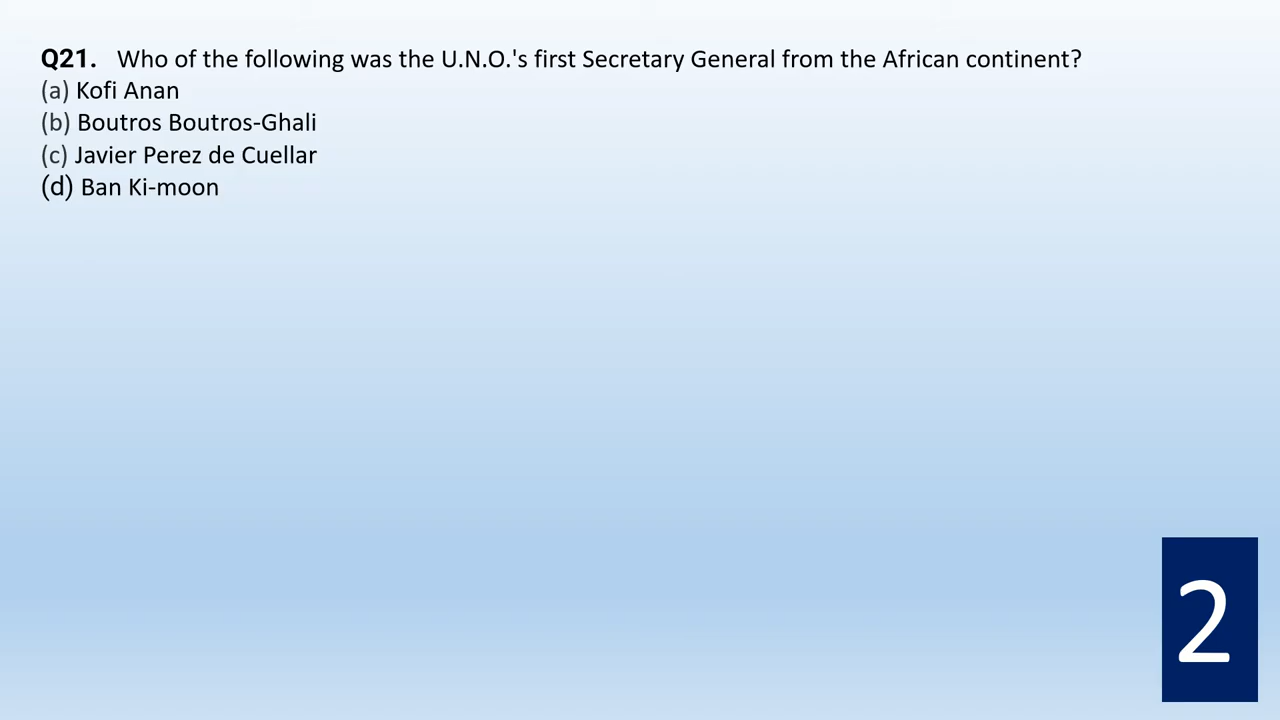 Q21. Who of the following was the U.N.O.'s first Secretary General from the African continent?
(a) Kofi Anan
(b) Boutros Boutros-Ghali
(c) Javier Perez de Cuellar
(d) Ban Ki-moon
2